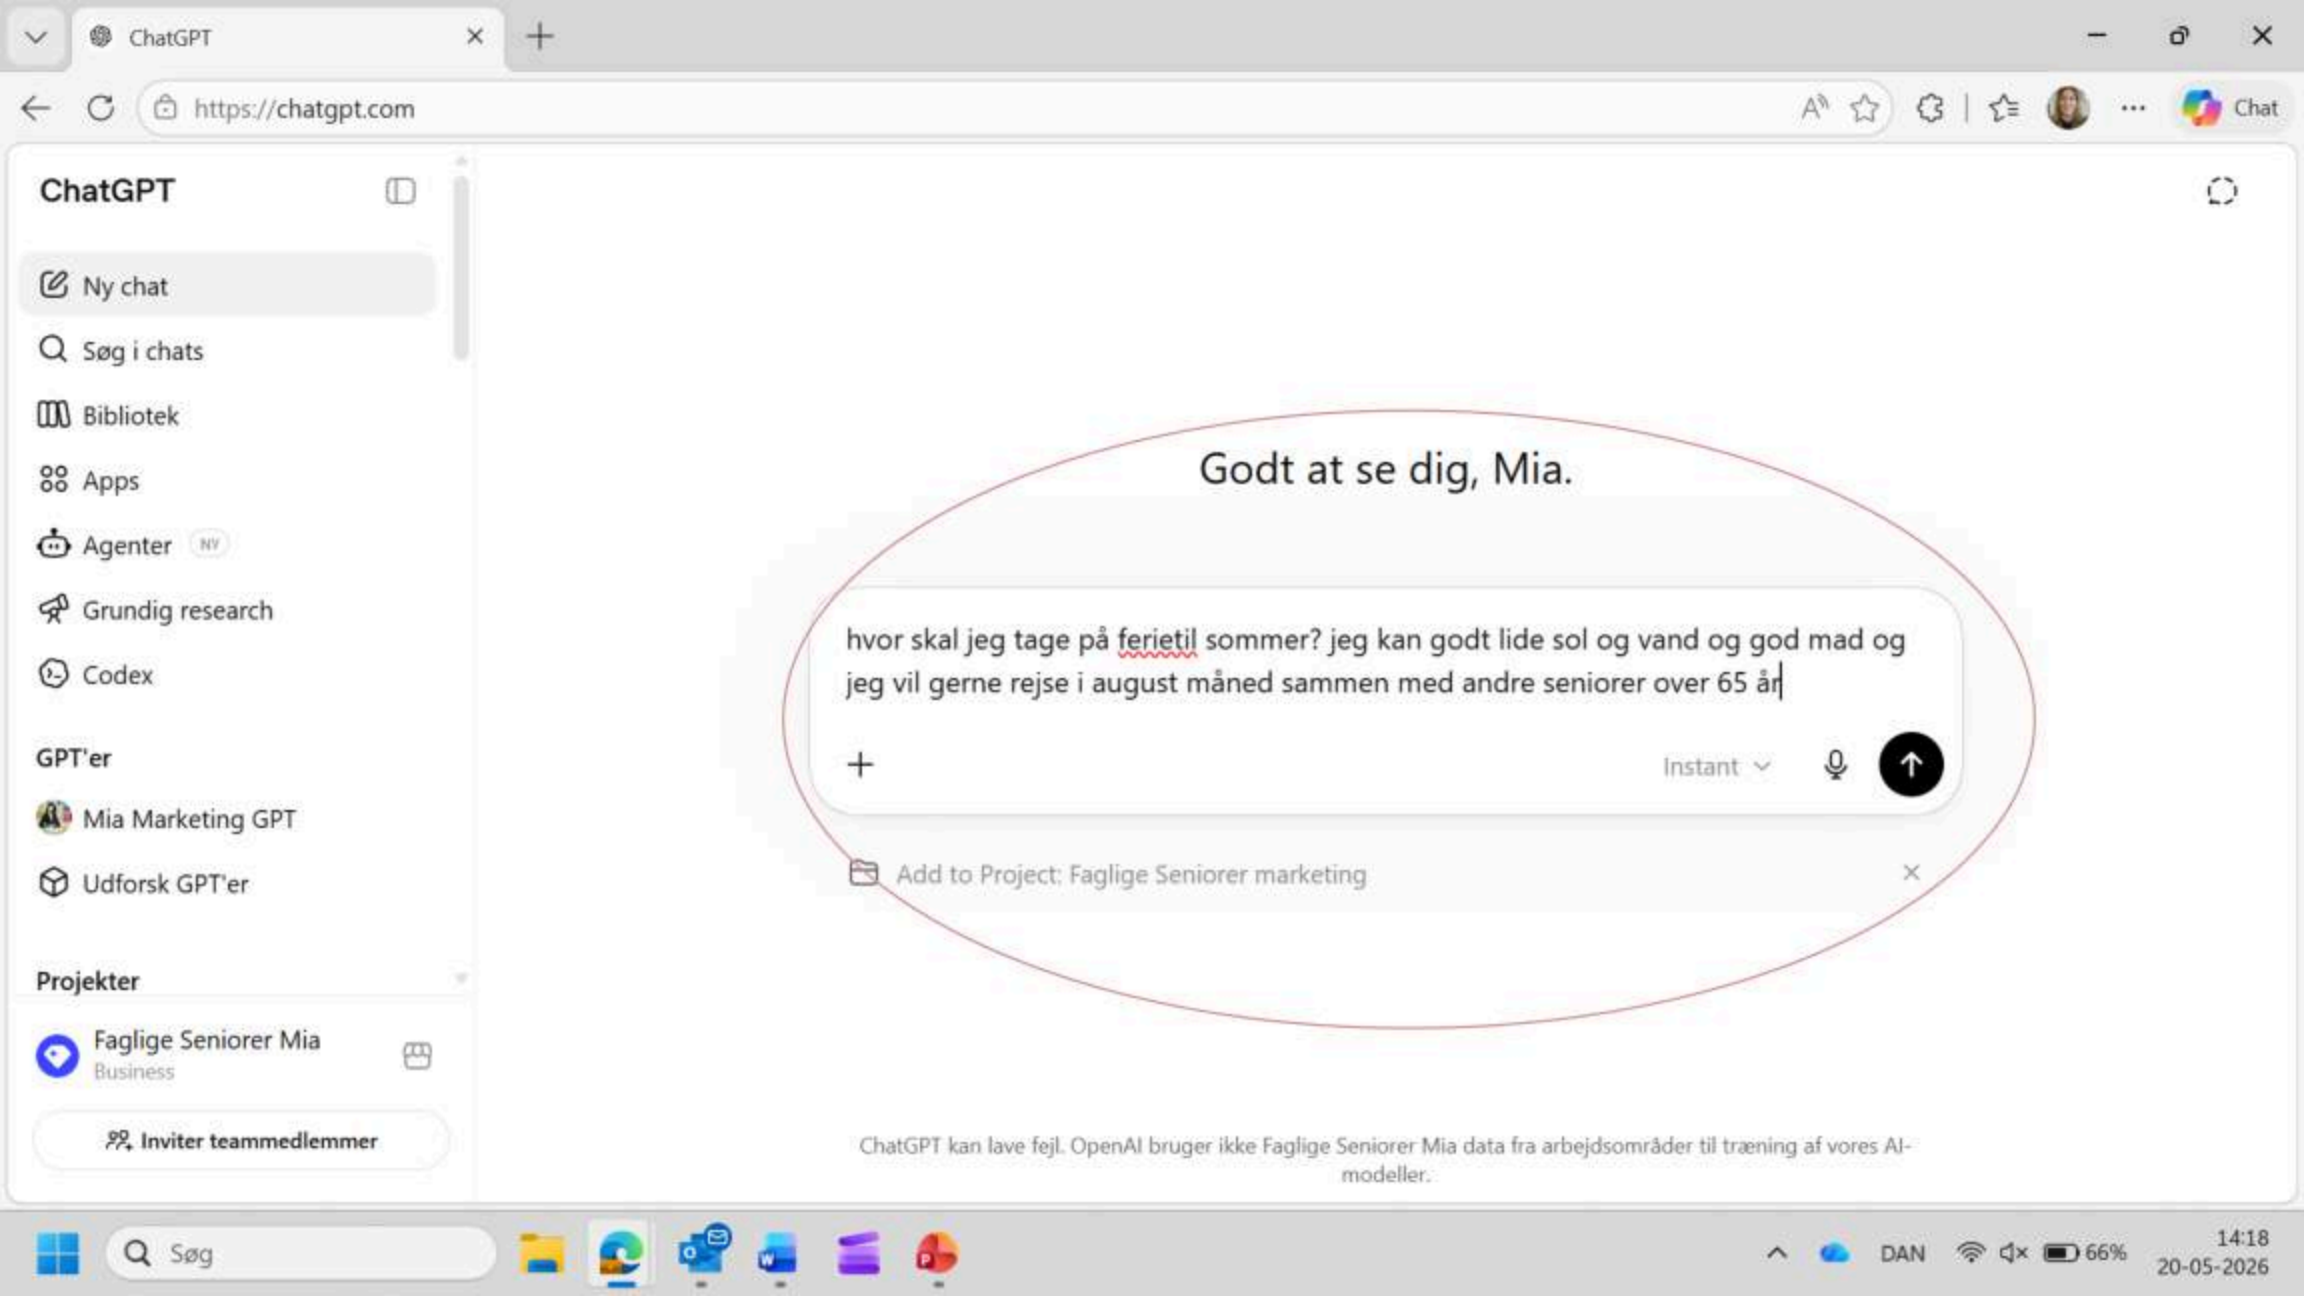 ChatGPT
https://chatgpt.com
Chat
ChatGPT
Ny chat
Søg i chats
Bibliotek
Apps
Agenter NY
Grundig research
Codex
GPT'er
Mia Marketing GPT
Udforsk GPT'er
Projekter
Faglige Seniorer Mia
Business
Inviter teammedlemmer
Godt at se dig, Mia.
hvor skal jeg tage på ferietil sommer? jeg kan godt lide sol og vand og god mad og
jeg vil gerne rejse i august måned sammen med andre seniorer over 65 år
Instant
Add to Project: Faglige Seniorer marketing
ChatGPT kan lave fejl. OpenAI bruger ikke Faglige Seniorer Mia data fra arbejdsområder til træning af vores AI-
modeller.
Søg
DAN
66%
14:18
20-05-2026